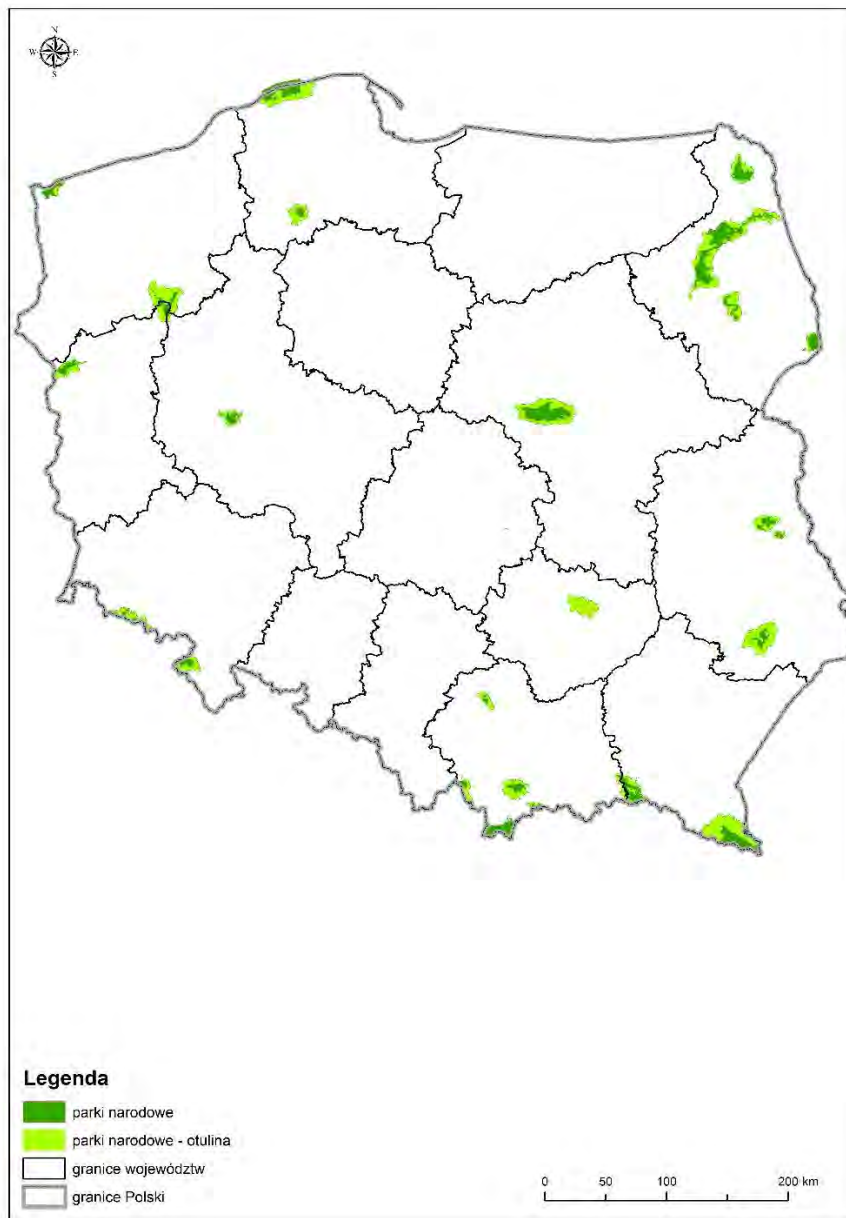 N
W E
S
Legenda
parki narodowe
parki narodowe - otulina
granice województw
granice Polski
0 50 100 200 km